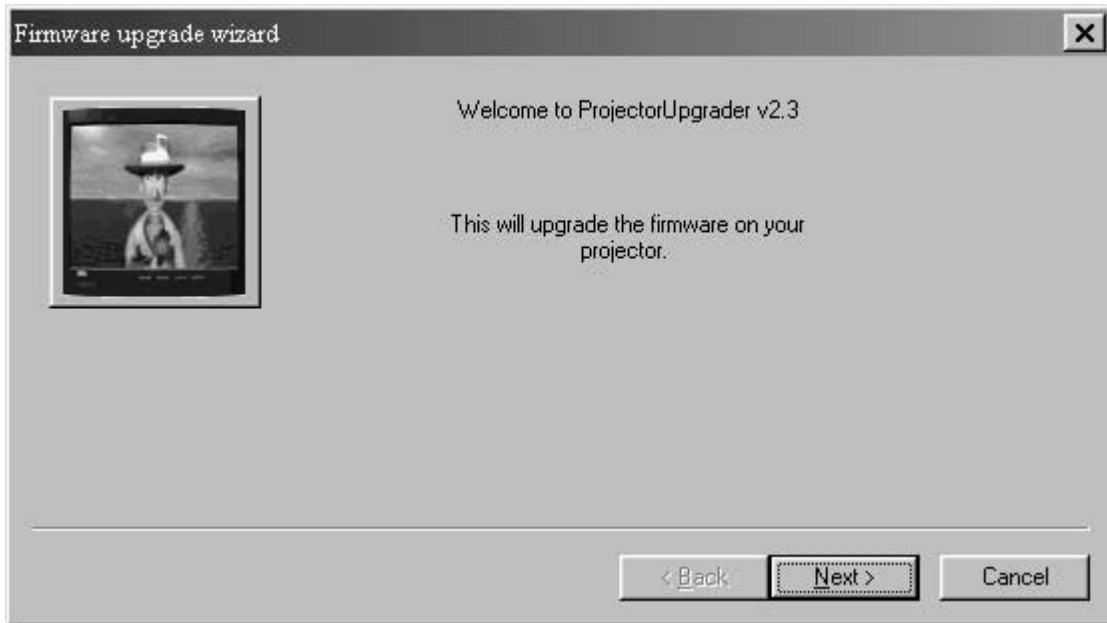 Firmware upgrade wizard
Welcome to ProjectorUpgrader v2.3
This will upgrade the firmware on your
projector.
< Back
Next >
Cancel